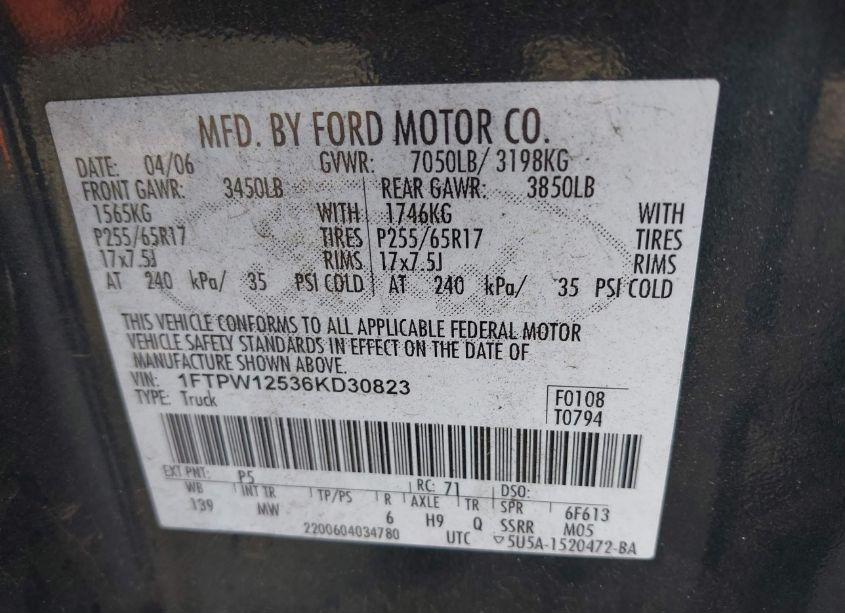 MFD. BY FORD MOTOR CO.
DATE: 04/06 GVWR: 7050LB/ 3198KG
FRONT GAWR: 3450LB REAR GAWR: 3850LB
1565KG WITH 1746KG WITH
P255/65R17 TIRES P255/65R17 TIRES
17x7.5J RIMS 17x7.5J RIMS
AT 240 kPa/ 35 PSI COLD AT 240 kPa/ 35 PSI COLD
THIS VEHICLE CONFORMS TO ALL APPLICABLE FEDERAL MOTOR
VEHICLE SAFETY STANDARDS IN EFFECT ON THE DATE OF
MANUFACTURE SHOWN ABOVE.
VIN: 1FTPW12536KD30823
TYPE: Truck
F0108
T0794
EXT PNT: P5 RC: 71 DSO:
WB INT TR TP/PS R AXLE TR SPR 6F613
139 MW 6 H9 Q SSRR M05
2200604034780 UTC ▽5U5A-1520472-BA